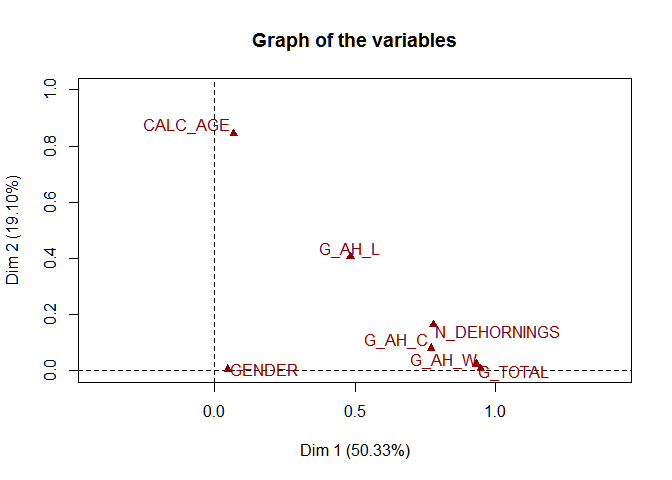 Graph of the variables
Dim 2 (19.10%)
1.0
0.8
0.6
0.4
0.2
0.0
CALC_AGE
G_AH_L
N_DEHORNINGS
G_AH_C
G_AH_W
G_TOTAL
GENDER
0.0 0.5 1.0
Dim 1 (50.33%)